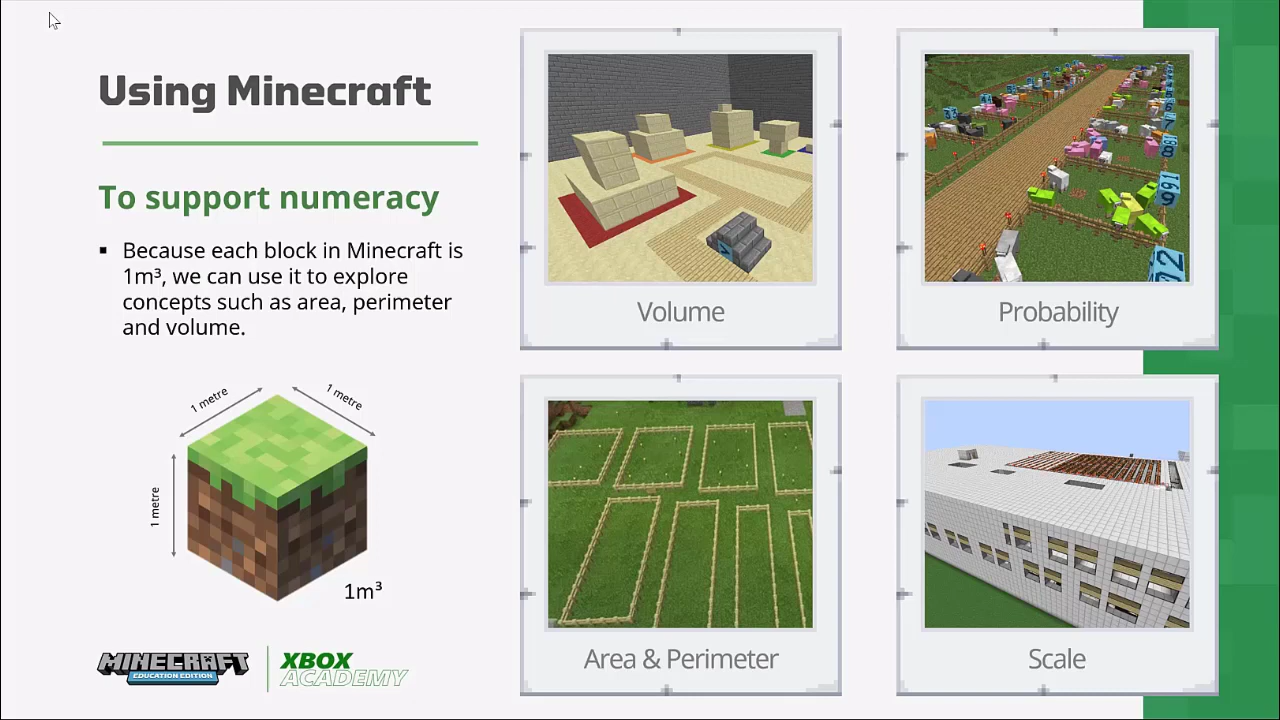 Using Minecraft
To support numeracy
▪ Because each block in Minecraft is
1m³, we can use it to explore
concepts such as area, perimeter
and volume.
1 metre
1 metre
1 metre
1m³
MINECRAFT
EDUCATION EDITION
XBOX
ACADEMY
Volume
Probability
Area & Perimeter
Scale